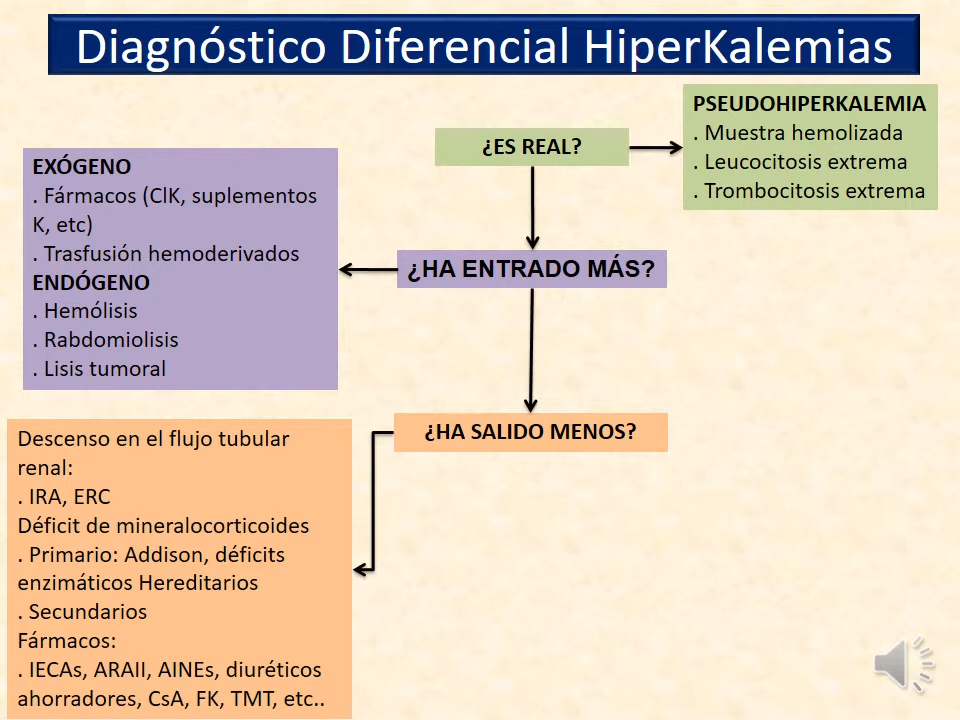 Diagnóstico Diferencial HiperKalemias
¿ES REAL?
PSEUDOHIPERKALEMIA
. Muestra hemolizada
. Leucocitosis extrema
. Trombocitosis extrema
¿HA ENTRADO MÁS?
EXÓGENO
. Fármacos (ClK, suplementos
K, etc)
. Trasfusión hemoderivados
ENDÓGENO
. Hemólisis
. Rabdomiolisis
. Lisis tumoral
¿HA SALIDO MENOS?
Descenso en el flujo tubular
renal:
. IRA, ERC
Déficit de mineralocorticoides
. Primario: Addison, déficits
enzimáticos Hereditarios
. Secundarios
Fármacos:
. IECAs, ARAII, AINEs, diuréticos
ahorradores, CsA, FK, TMT, etc..